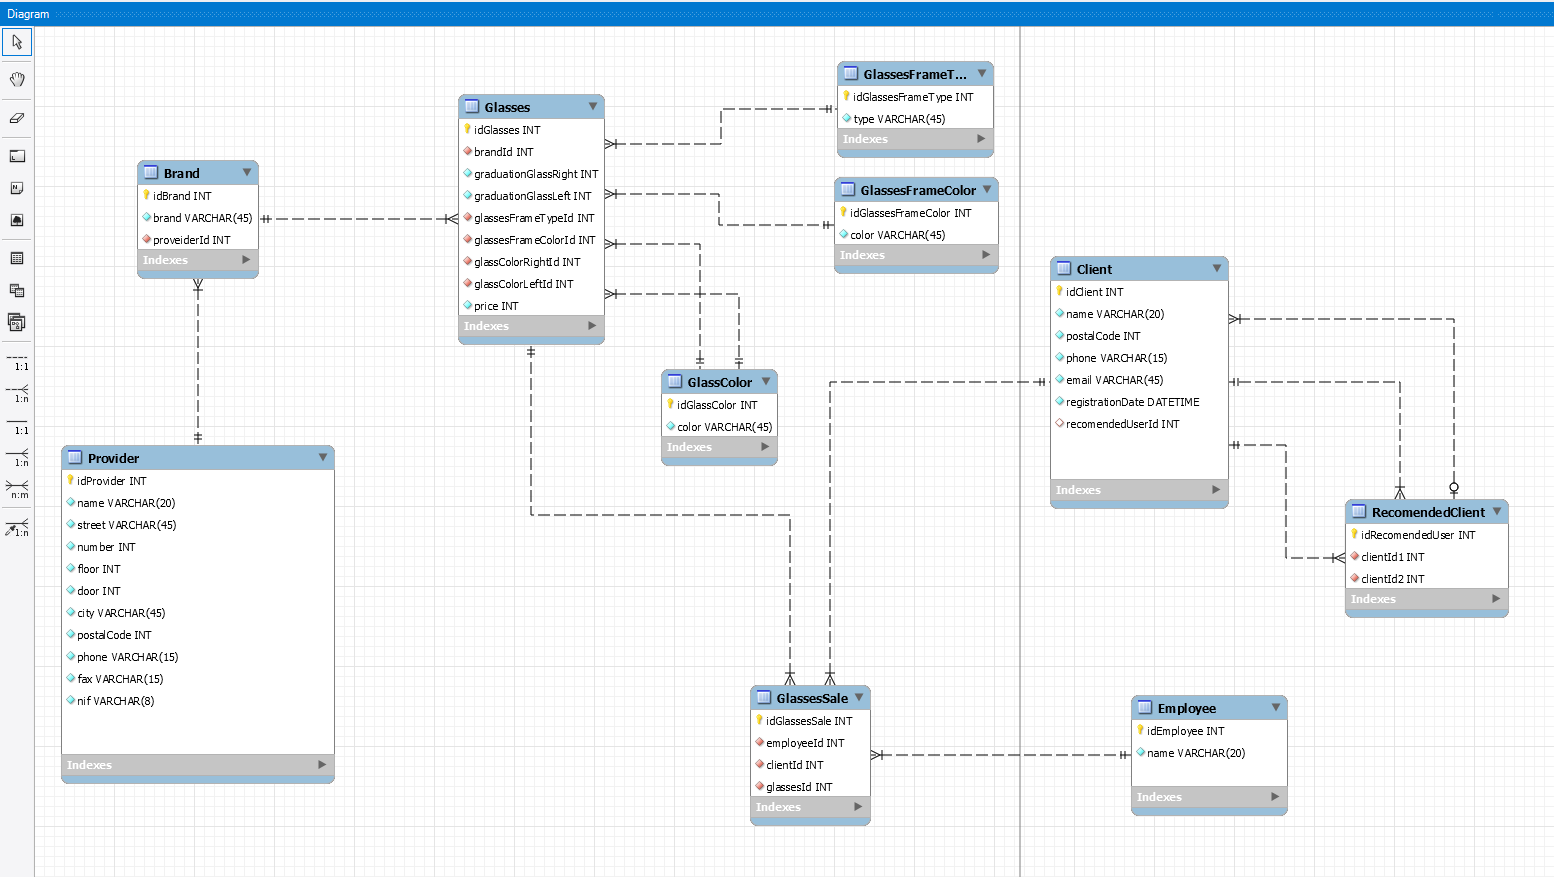 Diagram
1:1
1:n
1:1
1:n
n:m
1:n
Brand
idBrand INT
brand VARCHAR(45)
proveiderId INT
Indexes
Provider
idProvider INT
name VARCHAR(20)
street VARCHAR(45)
number INT
floor INT
door INT
city VARCHAR(45)
postalCode INT
phone VARCHAR(15)
fax VARCHAR(15)
nif VARCHAR(8)
Indexes
Glasses
idGlasses INT
brandId INT
graduationGlassRight INT
graduationGlassLeft INT
glassesFrameTypeId INT
glassesFrameColorId INT
glassColorRightId INT
glassColorLeftId INT
price INT
Indexes
GlassesFrameT...
idGlassesFrameType INT
type VARCHAR(45)
Indexes
GlassesFrameColor
idGlassesFrameColor INT
color VARCHAR(45)
Indexes
GlassColor
idGlassColor INT
color VARCHAR(45)
Indexes
Client
idClient INT
name VARCHAR(20)
postalCode INT
phone VARCHAR(15)
email VARCHAR(45)
registrationDate DATETIME
recomendedUserId INT
Indexes
RecomendedClient
idRecomendedUser INT
clientId1 INT
clientId2 INT
Indexes
GlassesSale
idGlassesSale INT
employeeId INT
clientId INT
glassesId INT
Indexes
Employee
idEmployee INT
name VARCHAR(20)
Indexes